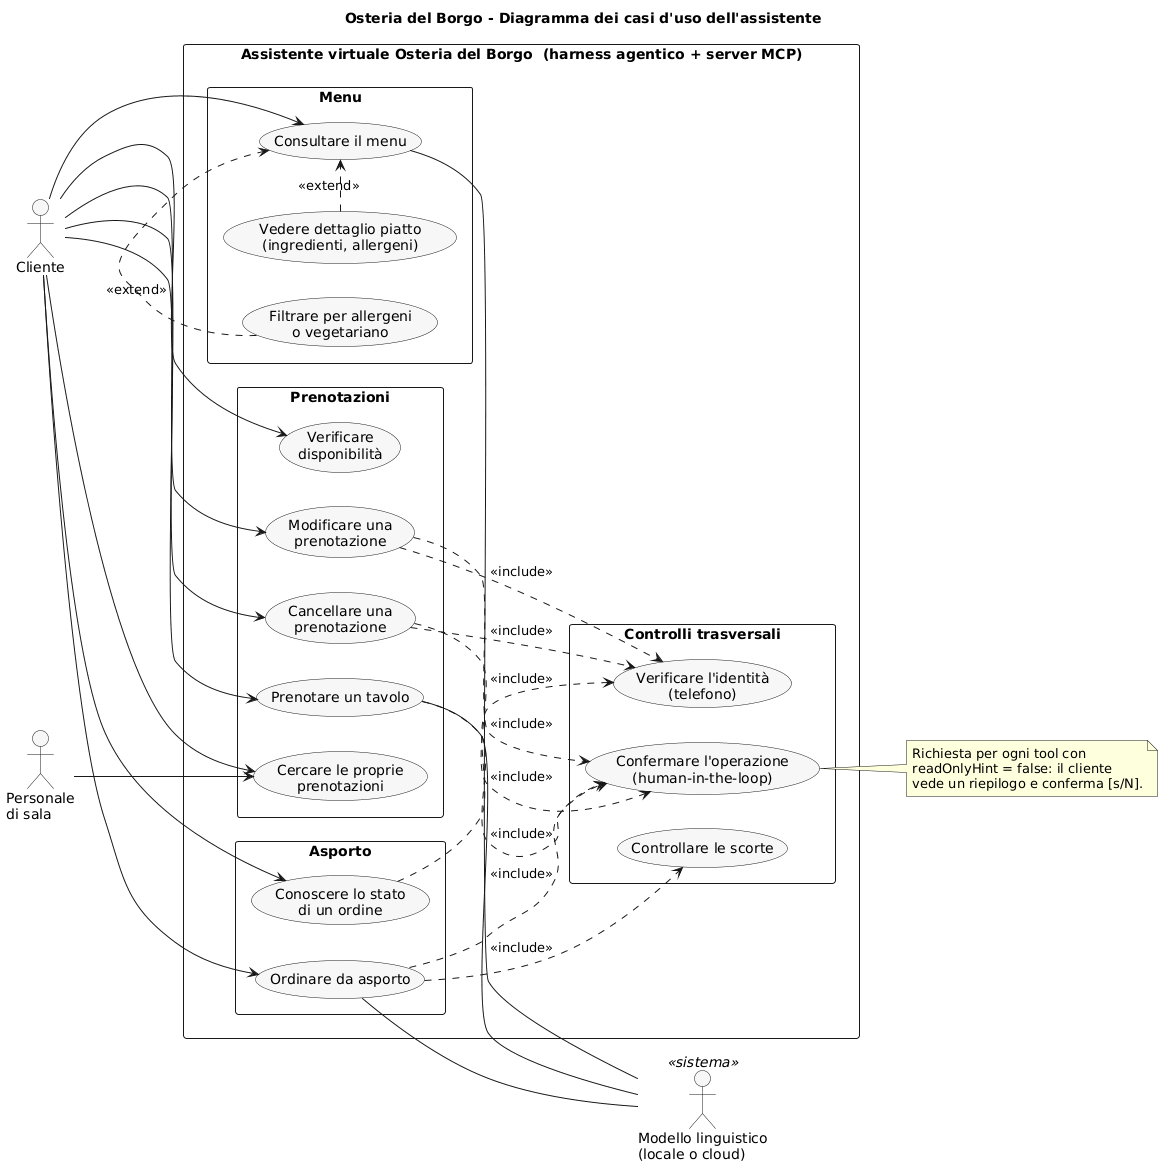 Osteria del Borgo - Diagramma dei casi d'uso dell'assistente
Assistente virtuale Osteria del Borgo  (harness agentico + server MCP)
Menu
Consultare il menu
«extend»
Vedere dettaglio piatto
(ingredienti, allergeni)
Cliente
«extend»
Filtrare per allergeni
o vegetariano
Prenotazioni
Verificare
disponibilità
Modificare una
prenotazione
«include»
Cancellare una
prenotazione
«include»
Controlli trasversali
Verificare l'identità
(telefono)
«include»
Prenotare un tavolo
«include»
Confermare l'operazione
(human-in-the-loop)
Richiesta per ogni tool con
readOnlyHint = false: il cliente
vede un riepilogo e conferma [s/N].
Cercare le proprie
prenotazioni
«include»
Personale
di sala
«include»
Controllare le scorte
Asporto
«include»
Conoscere lo stato
di un ordine
«include»
Ordinare da asporto
«sistema»
Modello linguistico
(locale o cloud)